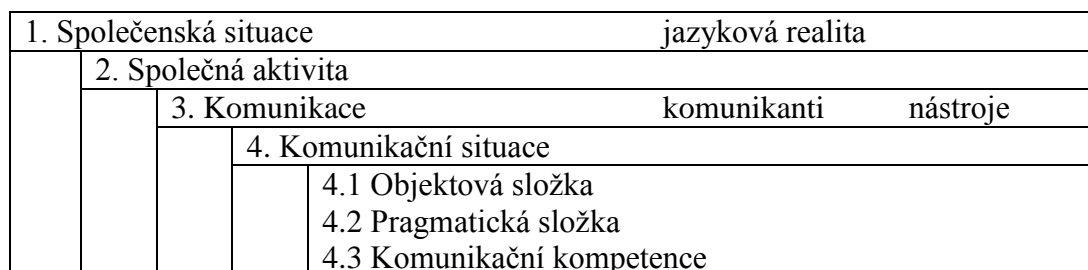 1. Společenská situace jazyková realita
2. Společná aktivita
3. Komunikace komunikanti nástroje
4. Komunikační situace
4.1 Objektová složka
4.2 Pragmatická složka
4.3 Komunikační kompetence